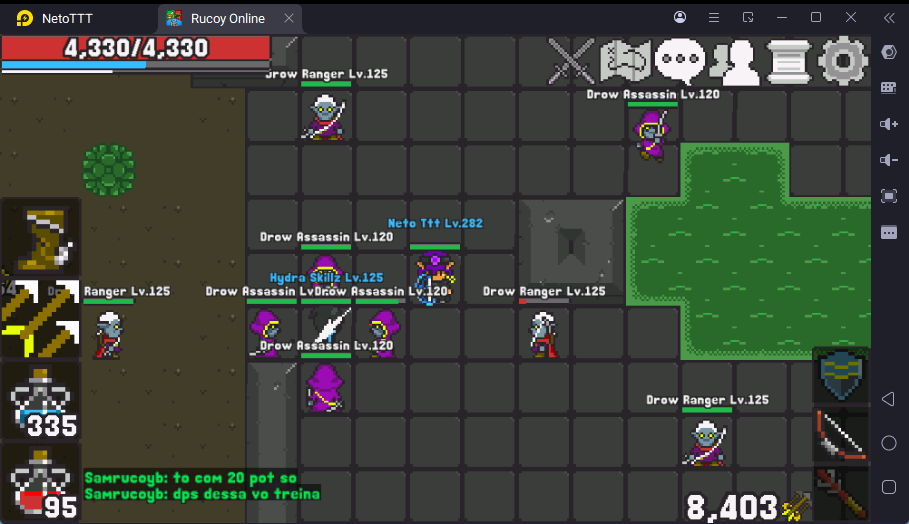 NetoTTT
Rucoy Online
4,330/4,330
Drow Ranger Lv.125
Drow Assassin Lv.120
Neto Ttt Lv.282
Drow Assassin Lv.120
Hydra Skillz Lv.125
Ranger Lv.125
Drow Assassin Lv
Drow Assassin Lv.120
Drow Ranger Lv.125
Drow Assassin Lv.120
Drow Ranger Lv.125
335
95
Samrucoyb: to com 20 pot so
Samrucoyb: dps dessa vo treina
8,403